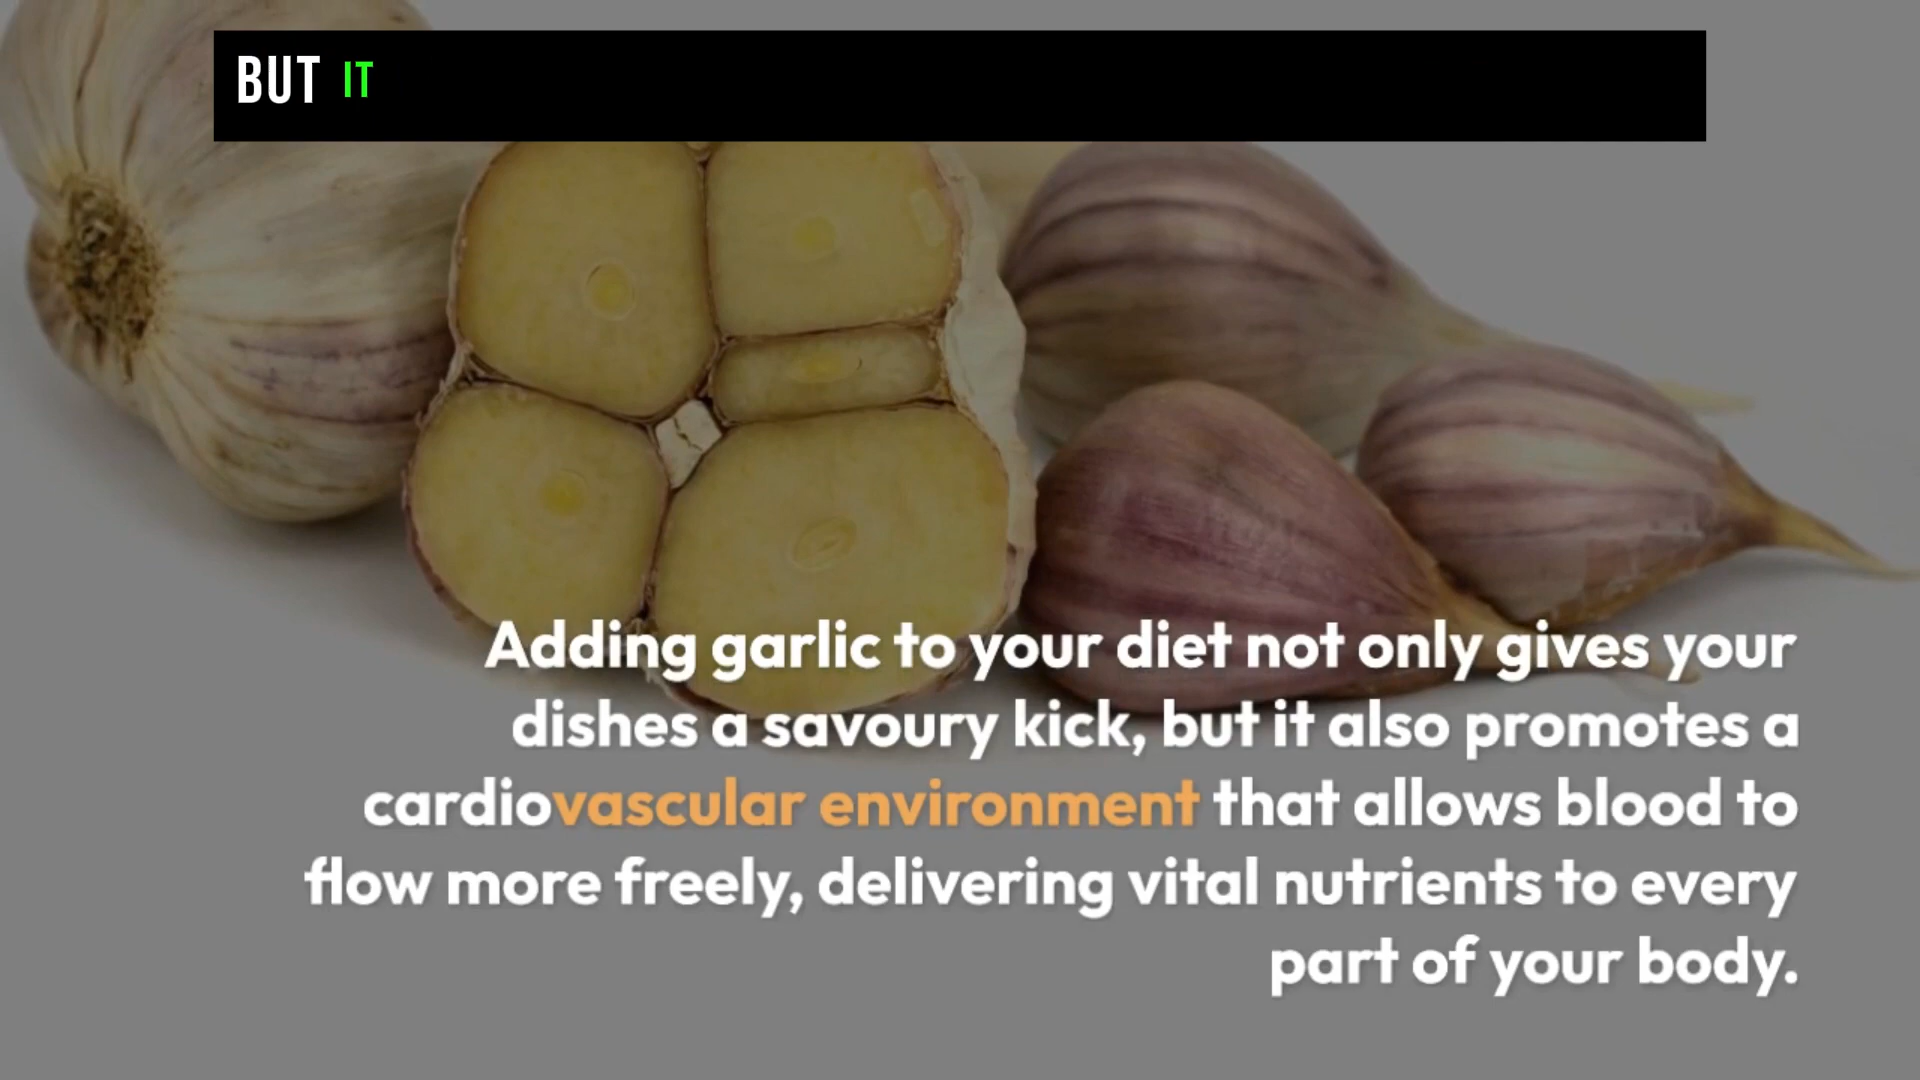 BUT IT
Adding garlic to your diet not only gives your
dishes a savoury kick, but it also promotes a
cardiovascular environment that allows blood to
flow more freely, delivering vital nutrients to every
part of your body.